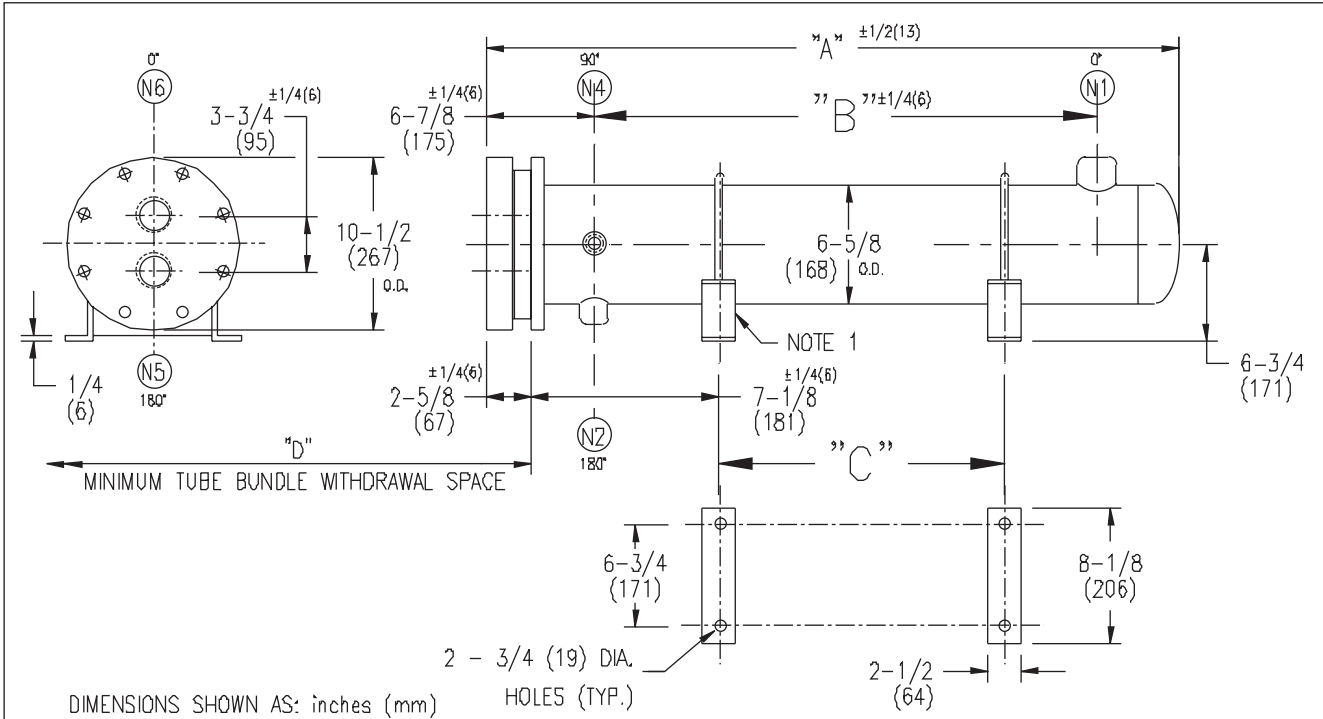 "A" ±1/2(13)
0°
N6
±1/4(6)
3-3/4
(95)
±1/4(6)
6-7/8
(175)
90°
N4
"B" ±1/4(6)
0°
N1
10-1/2
(267)
O.D.
6-5/8
(168) O.D.
NOTE 1
6-3/4
(171)
1/4
(6)
N5
180°
±1/4(6)
2-5/8
(67)
±1/4(6)
7-1/8
(181)
N2
180°
"D"
MINIMUM TUBE BUNDLE WITHDRAWAL SPACE
"C"
6-3/4
(171)
8-1/8
(206)
2 - 3/4 (19) DIA.
HOLES (TYP.)
2-1/2
(64)
DIMENSIONS SHOWN AS: inches (mm)